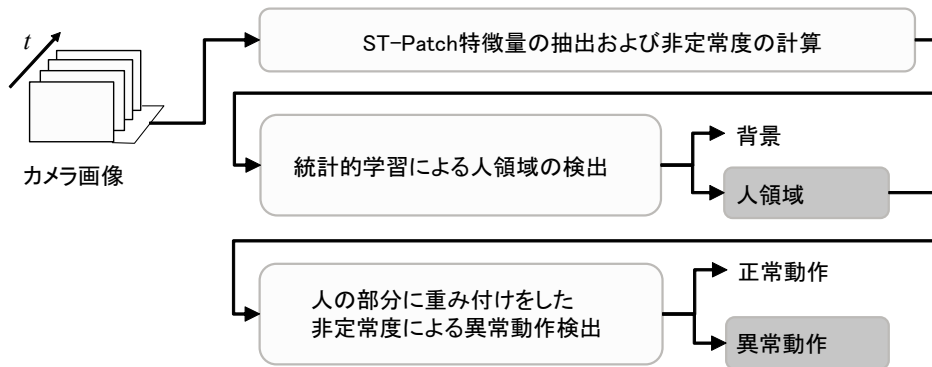 t
カメラ画像
ST-Patch特徴量の抽出および非定常度の計算
統計的学習による人領域の検出
背景
人領域
人の部分に重み付けをした
非定常度による異常動作検出
正常動作
異常動作